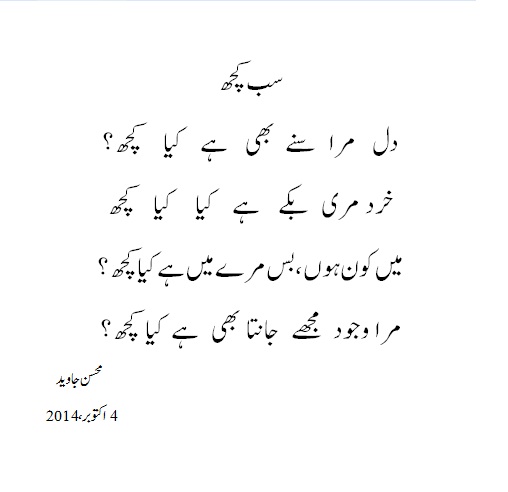 سب کچھ
دل مرا سنے بھی ہے کیا کچھ؟
خرد مری بکے ہے کیا کیا کچھ
میں کون ہوں، بس مرے میں ہے کیا کچھ؟
مرا وجود مجھے جانتا بھی ہے کیا کچھ؟
محسن جاوید
4 اکتوبر،2014